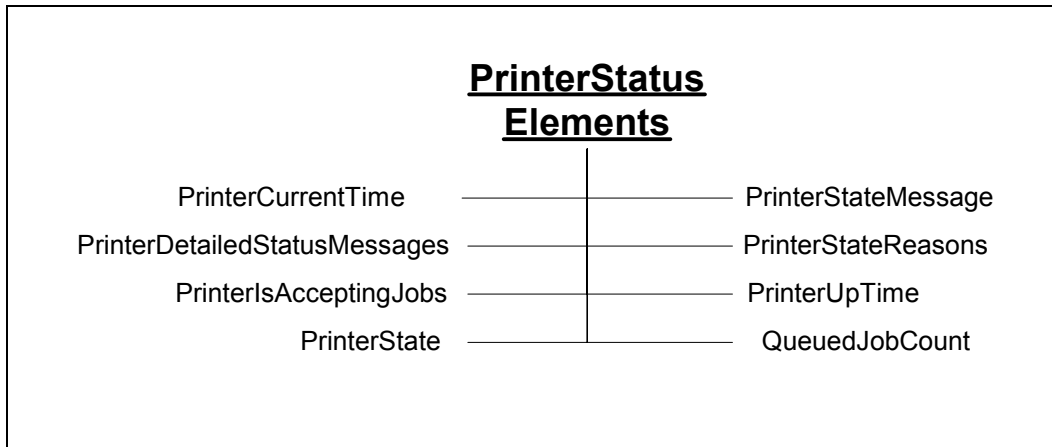 PrinterStatus
Elements
PrinterCurrentTime PrinterStateMessage
PrinterDetailedStatusMessages PrinterStateReasons
PrinterIsAcceptingJobs PrinterUpTime
PrinterState QueuedJobCount